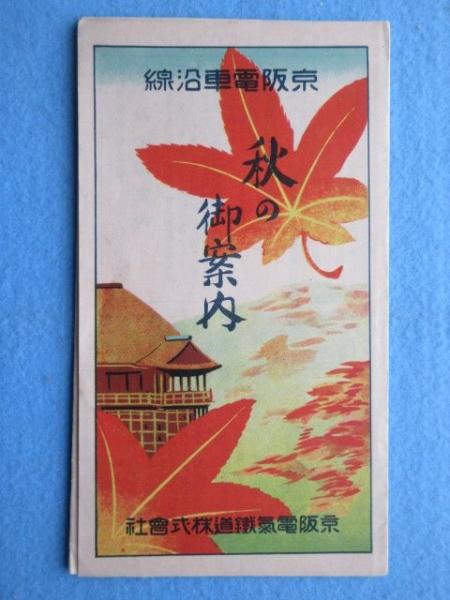 京阪電車沿線
秋の
御案内
京阪電氣鐵道株式會社